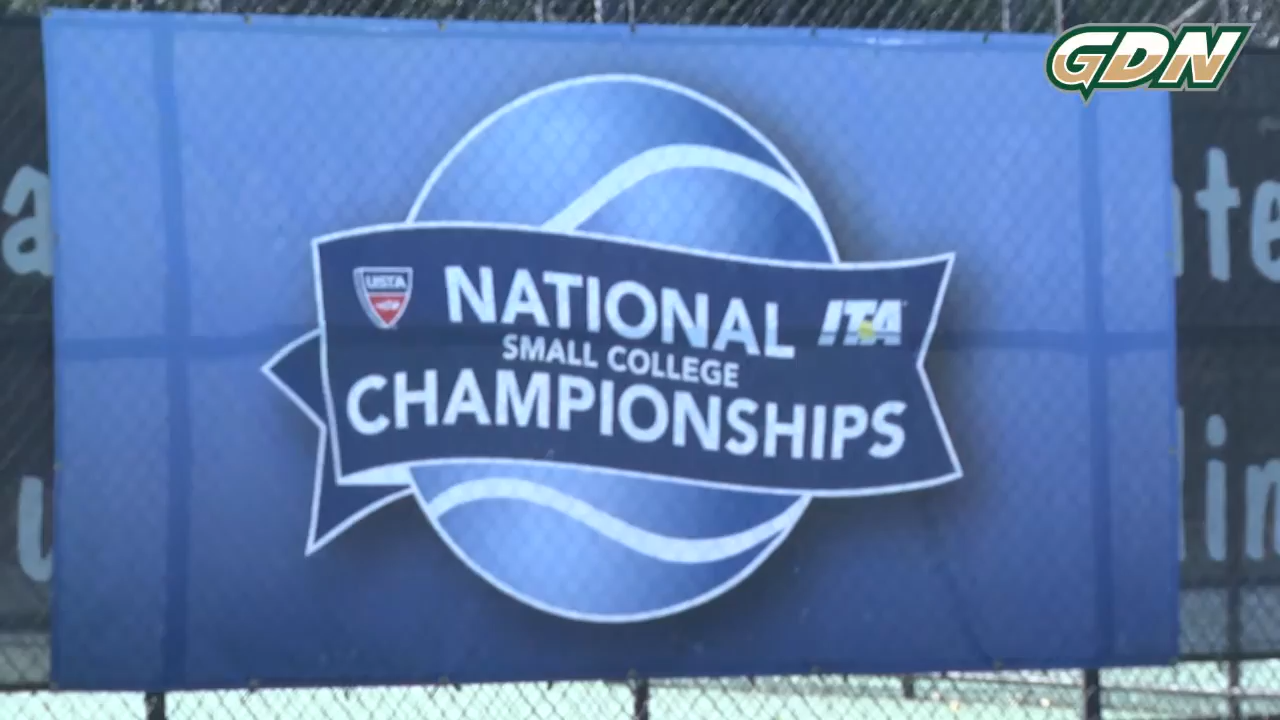 GDN
USTA
NATIONAL
ITA
SMALL COLLEGE
CHAMPIONSHIPS